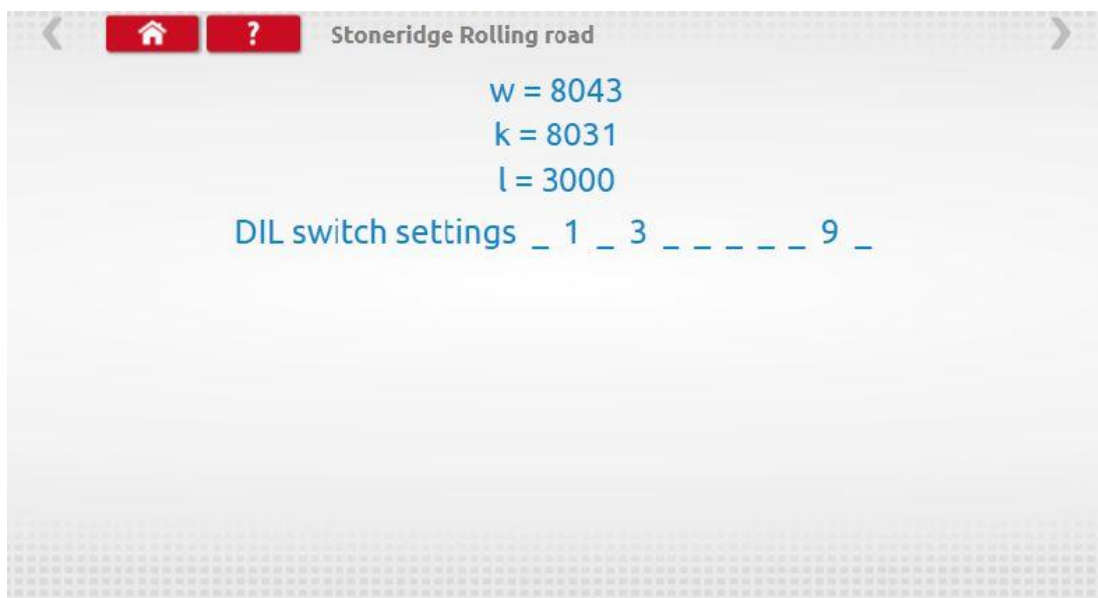 ? Stoneridge Rolling road
w = 8043
k = 8031
l = 3000
DIL switch settings _ 1 _ 3 _ _ _ _ _ 9 _